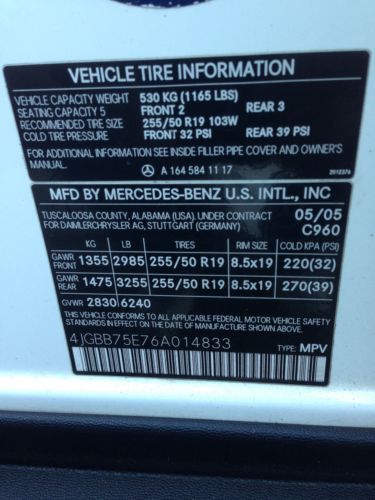 VEHICLE TIRE INFORMATION
VEHICLE CAPACITY WEIGHT 530 KG (1165 LBS)
SEATING CAPACITY 5 FRONT 2 REAR 3
RECOMMENDED TIRE SIZE 255/50 R19 103W
COLD TIRE PRESSURE FRONT 32 PSI REAR 39 PSI
FOR ADDITIONAL INFORMATION SEE INSIDE FILLER PIPE COVER AND OWNER'S
MANUAL.
A 164 584 11 17 2012376
MFD BY MERCEDES-BENZ U.S. INTL., INC
TUSCALOOSA COUNTY, ALABAMA (USA), UNDER CONTRACT 05/05
FOR DAIMLERCHRYSLER AG, STUTTGART (GERMANY) C960
KG LB TIRES RIM SIZE COLD KPA (PSI)
GAWR
FRONT 1355 2985 255/50 R19 8.5x19 220(32)
GAWR
REAR 1475 3255 255/50 R19 8.5x19 270(39)
GVWR 2830 6240
THIS VEHICLE CONFORMS TO ALL APPLICABLE FEDERAL MOTOR VEHICLE SAFETY
STANDARDS IN EFFECT ON THE DATE OF MANUFACTURE SHOWN ABOVE.
4JGBB75E76A014833
TYPE: MPV